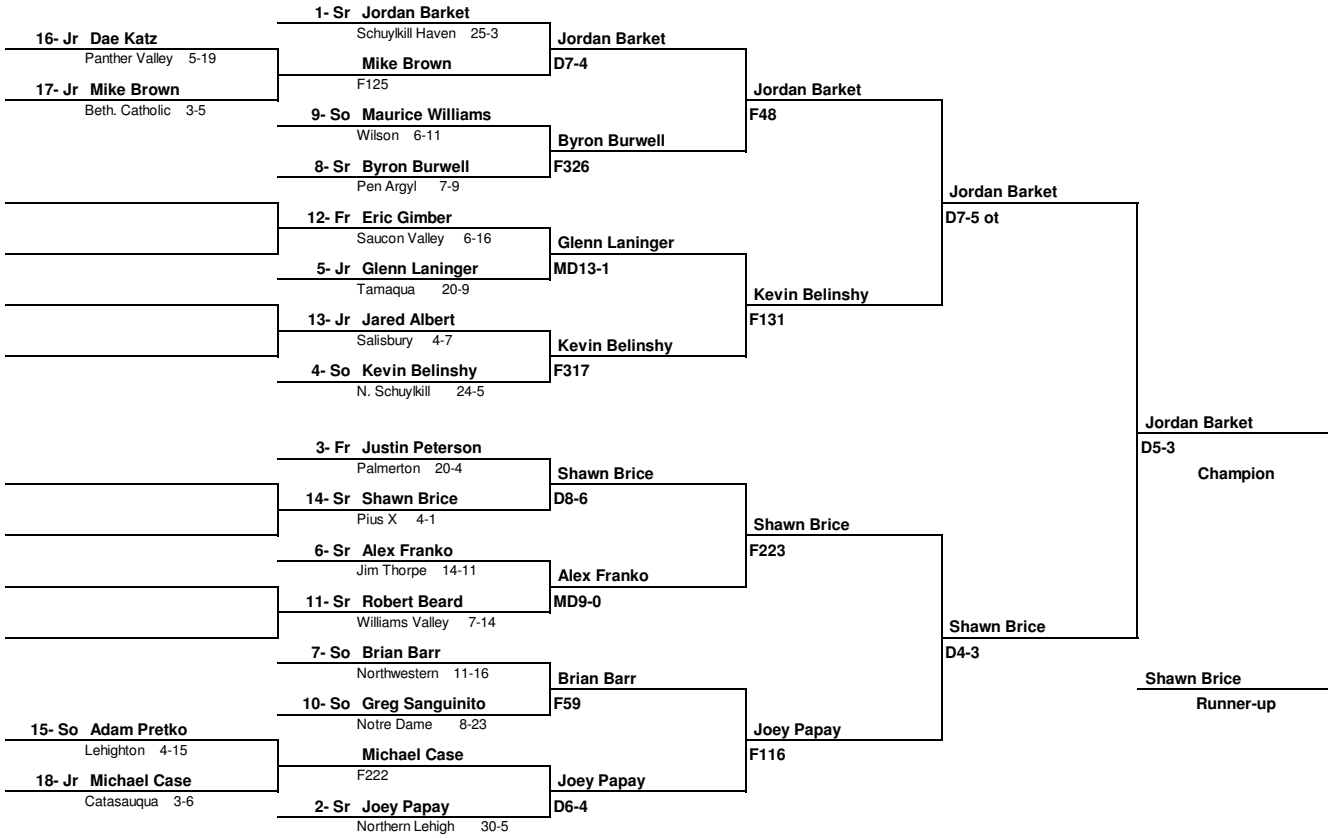 1- Sr Jordan Barket
Schuylkill Haven 25-3
16- Jr Dae Katz
Panther Valley 5-19
Jordan Barket
D7-4
Mike Brown
F125
17- Jr Mike Brown
Beth. Catholic 3-5
Jordan Barket
F48
9- So Maurice Williams
Wilson 6-11
Byron Burwell
F326
8- Sr Byron Burwell
Pen Argyl 7-9
Jordan Barket
D7-5 ot
12- Fr Eric Gimber
Saucon Valley 6-16
Glenn Laninger
MD13-1
5- Jr Glenn Laninger
Tamaqua 20-9
Kevin Belinshy
F131
13- Jr Jared Albert
Salisbury 4-7
Kevin Belinshy
F317
4- So Kevin Belinshy
N. Schuylkill 24-5
Jordan Barket
D5-3
Champion
3- Fr Justin Peterson
Palmerton 20-4
Shawn Brice
D8-6
14- Sr Shawn Brice
Pius X 4-1
Shawn Brice
F223
6- Sr Alex Franko
Jim Thorpe 14-11
Alex Franko
MD9-0
11- Sr Robert Beard
Williams Valley 7-14
Shawn Brice
D4-3
7- So Brian Barr
Northwestern 11-16
Brian Barr
F59
Shawn Brice
Runner-up
10- So Greg Sanguinito
Notre Dame 8-23
15- So Adam Pretko
Lehighton 4-15
Joey Papay
F116
Michael Case
F222
18- Jr Michael Case
Catasauqua 3-6
Joey Papay
D6-4
2- Sr Joey Papay
Northern Lehigh 30-5